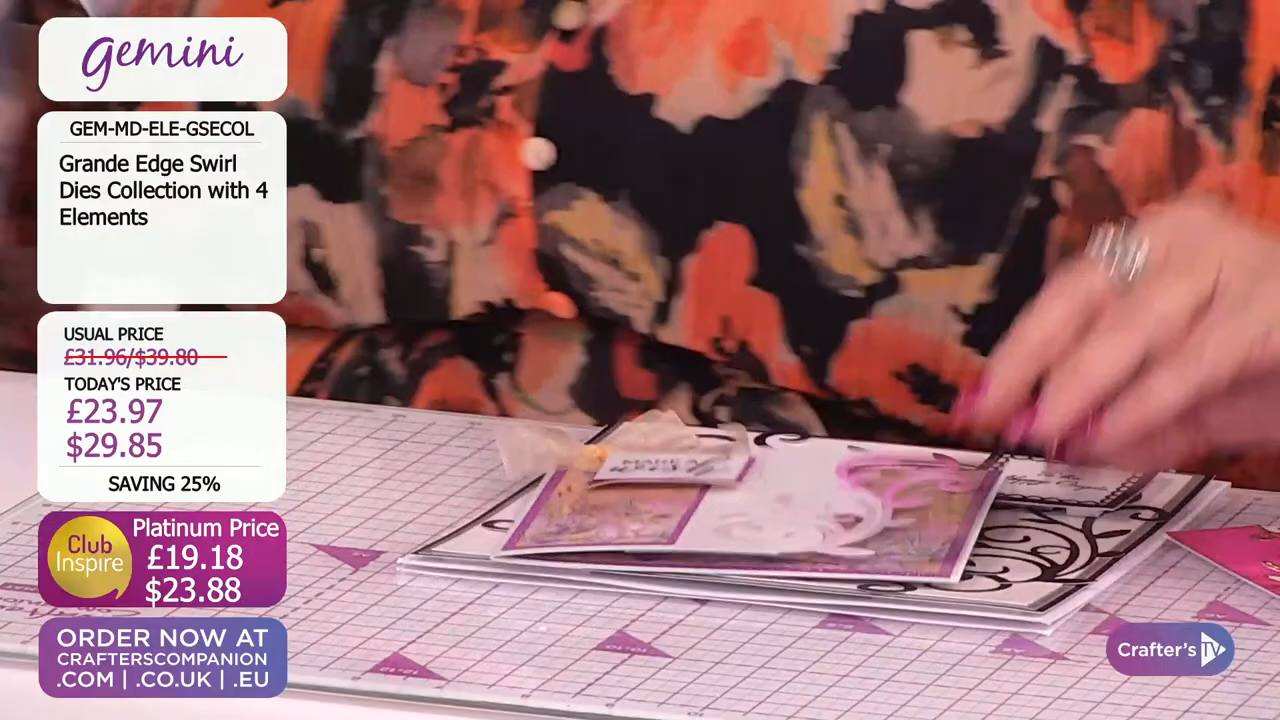 gemini
GEM-MD-ELE-GSECOL
Grande Edge Swirl
Dies Collection with 4
Elements
USUAL PRICE
£31.96/$39.80
TODAY'S PRICE
£23.97
$29.85
SAVING 25%
Club
Inspire
Platinum Price
£19.18
$23.88
ORDER NOW AT
CRAFTERSCOMPANION
.COM | .CO.UK | .EU
Crafter's TV